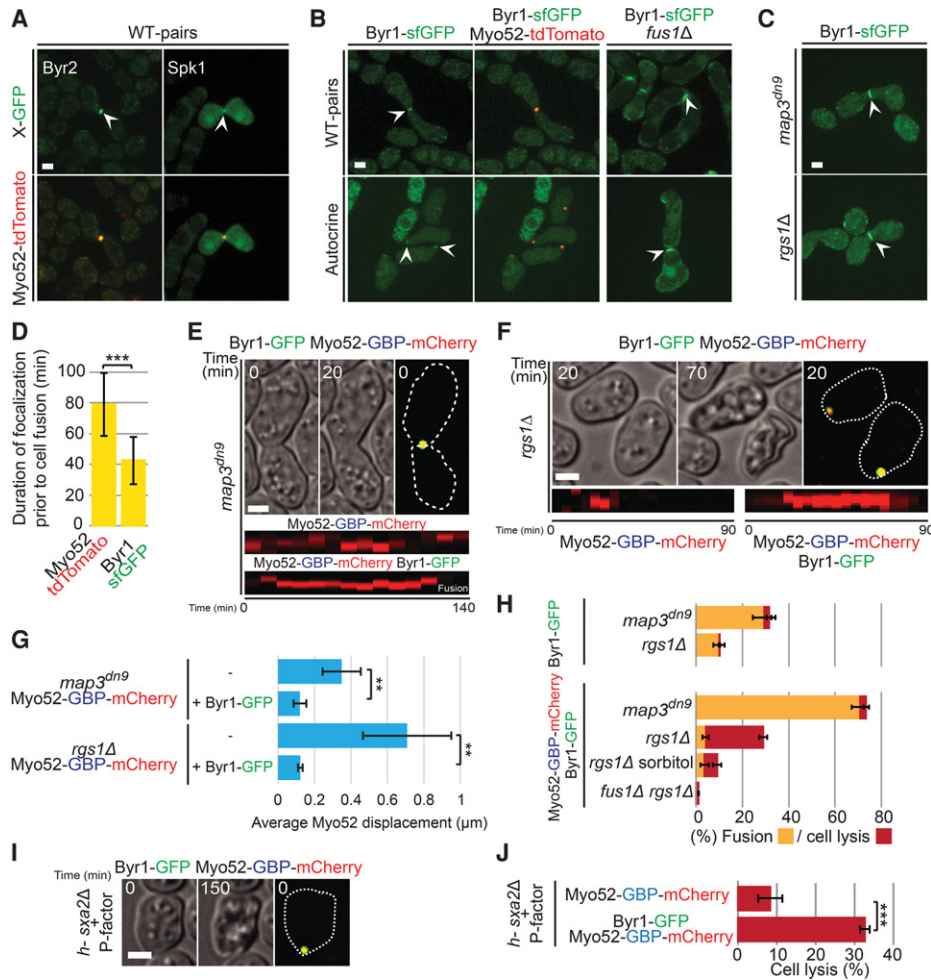 A
WT-pairs
X-GFP
Byr2
Spk1
Myo52-tdTomato
B
Byr1-sfGFP
Byr1-sfGFP
Myo52-tdTomato
Byr1-sfGFP
fus1Δ
WT-pairs
Autocrine
C
Byr1-sfGFP
map3dn9
rgs1Δ
D
Duration of focalization
prior to cell fusion (min)
***
100
80
60
40
20
0
Myo52
tdTomato
Byr1
sfGFP
E
Byr1-GFP Myo52-GBP-mCherry
Time
(min)
0
20
0
map3dn9
Myo52-GBP-mCherry
Myo52-GBP-mCherry Byr1-GFP
Fusion
Time (min) 0
140
F
Byr1-GFP Myo52-GBP-mCherry
Time
(min)
20
70
20
rgs1Δ
0
Time (min)
90
0
Time (min)
90
Myo52-GBP-mCherry
Myo52-GBP-mCherry
Byr1-GFP
G
map3dn9
Myo52-GBP-mCherry
-
+ Byr1-GFP
**
rgs1Δ
Myo52-GBP-mCherry
-
+ Byr1-GFP
**
0 0.2 0.4 0.6 0.8 1
Average Myo52 displacement (µm)
H
Byr1-GFP
map3dn9
rgs1Δ
Myo52-GBP-mCherry
Byr1-GFP
map3dn9
rgs1Δ
rgs1Δ sorbitol
fus1Δ rgs1Δ
0 20 40 60 80
(%) Fusion / cell lysis
I
Time (min)
Byr1-GFP Myo52-GBP-mCherry
h- sxa2Δ
+
P-factor
0
150
0
J
h- sxa2Δ
+
P-factor
Myo52-GBP-mCherry
Byr1-GFP
Myo52-GBP-mCherry
***
0 10 20 30 40
Cell lysis (%)